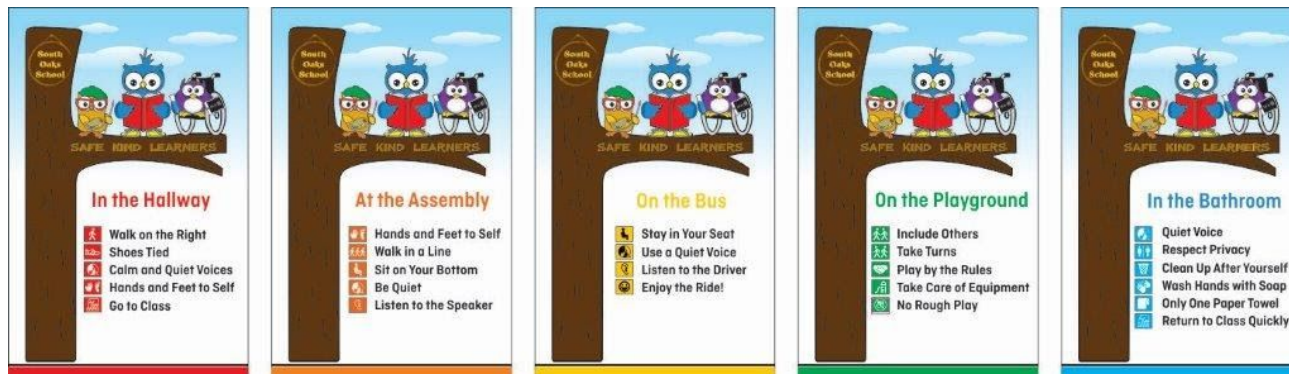 South
Oaks
School
SAFE KIND LEARNERS
In the Hallway
Walk on the Right
Shoes Tied
Calm and Quiet Voices
Hands and Feet to Self
Go to Class
South
Oaks
School
SAFE KIND LEARNERS
At the Assembly
Hands and Feet to Self
Walk in a Line
Sit on Your Bottom
Be Quiet
Listen to the Speaker
South
Oaks
School
SAFE KIND LEARNERS
On the Bus
Stay in Your Seat
Use a Quiet Voice
Listen to the Driver
Enjoy the Ride!
South
Oaks
School
SAFE KIND LEARNERS
On the Playground
Include Others
Take Turns
Play by the Rules
Take Care of Equipment
No Rough Play
South
Oaks
School
SAFE KIND LEARNERS
In the Bathroom
Quiet Voice
Respect Privacy
Clean Up After Yourself
Wash Hands with Soap
Only One Paper Towel
Return to Class Quickly